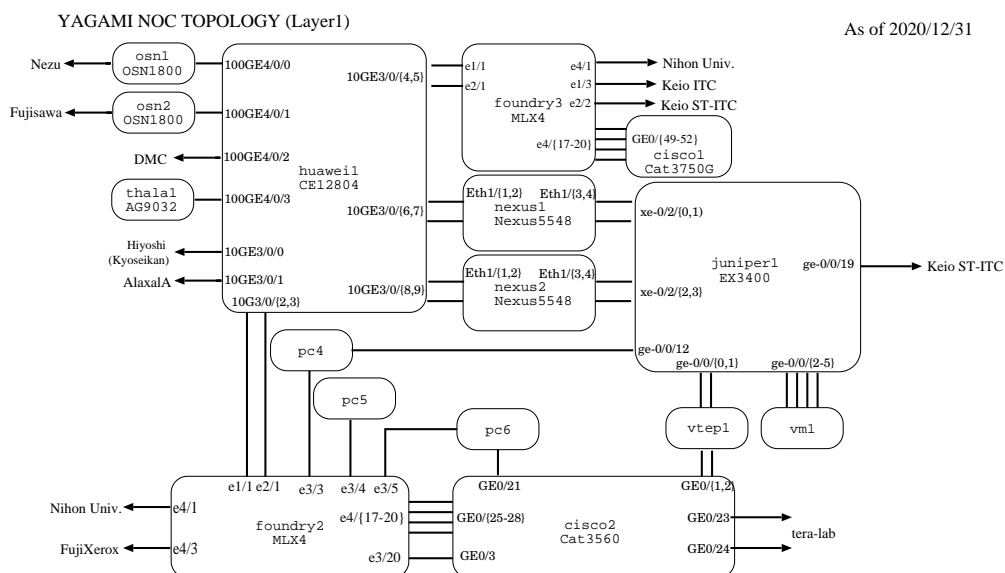 YAGAMI NOC TOPOLOGY (Layer1)
As of 2020/12/31
Nezu
osn1
OSN1800
100GE4/0/0
Fujisawa
osn2
OSN1800
100GE4/0/1
DMC
100GE4/0/2
thala1
AG9032
100GE4/0/3
Hiyoshi
(Kyoseikan)
10GE3/0/0
AlaxalA
10GE3/0/1
10G3/0/{2,3}
huawei1
CE12804
10GE3/0/{4,5}
10GE3/0/{6,7}
10GE3/0/{8,9}
e1/1
e2/1
foundry3
MLX4
e4/1
e1/3
e2/2
e4/{17-20}
Nihon Univ.
Keio ITC
Keio ST-ITC
GE0/{49-52}
cisco1
Cat3750G
Eth1/{1,2}
Eth1/{3,4}
nexus1
Nexus5548
Eth1/{1,2}
Eth1/{3,4}
nexus2
Nexus5548
xe-0/2/{0,1)
xe-0/2/{2,3}
juniper1
EX3400
ge-0/0/19
Keio ST-ITC
ge-0/0/12
ge-0/0/{0,1}
ge-0/0/{2-5}
pc4
pc5
pc6
vtep1
vm1
e1/1
e2/1
e3/3
e3/4
e3/5
Nihon Univ.
e4/1
FujiXerox
e4/3
foundry2
MLX4
e4/{17-20}
e3/20
GE0/21
GE0/{1,2}
GE0/{25-28}
GE0/3
cisco2
Cat3560
GE0/23
GE0/24
tera-lab